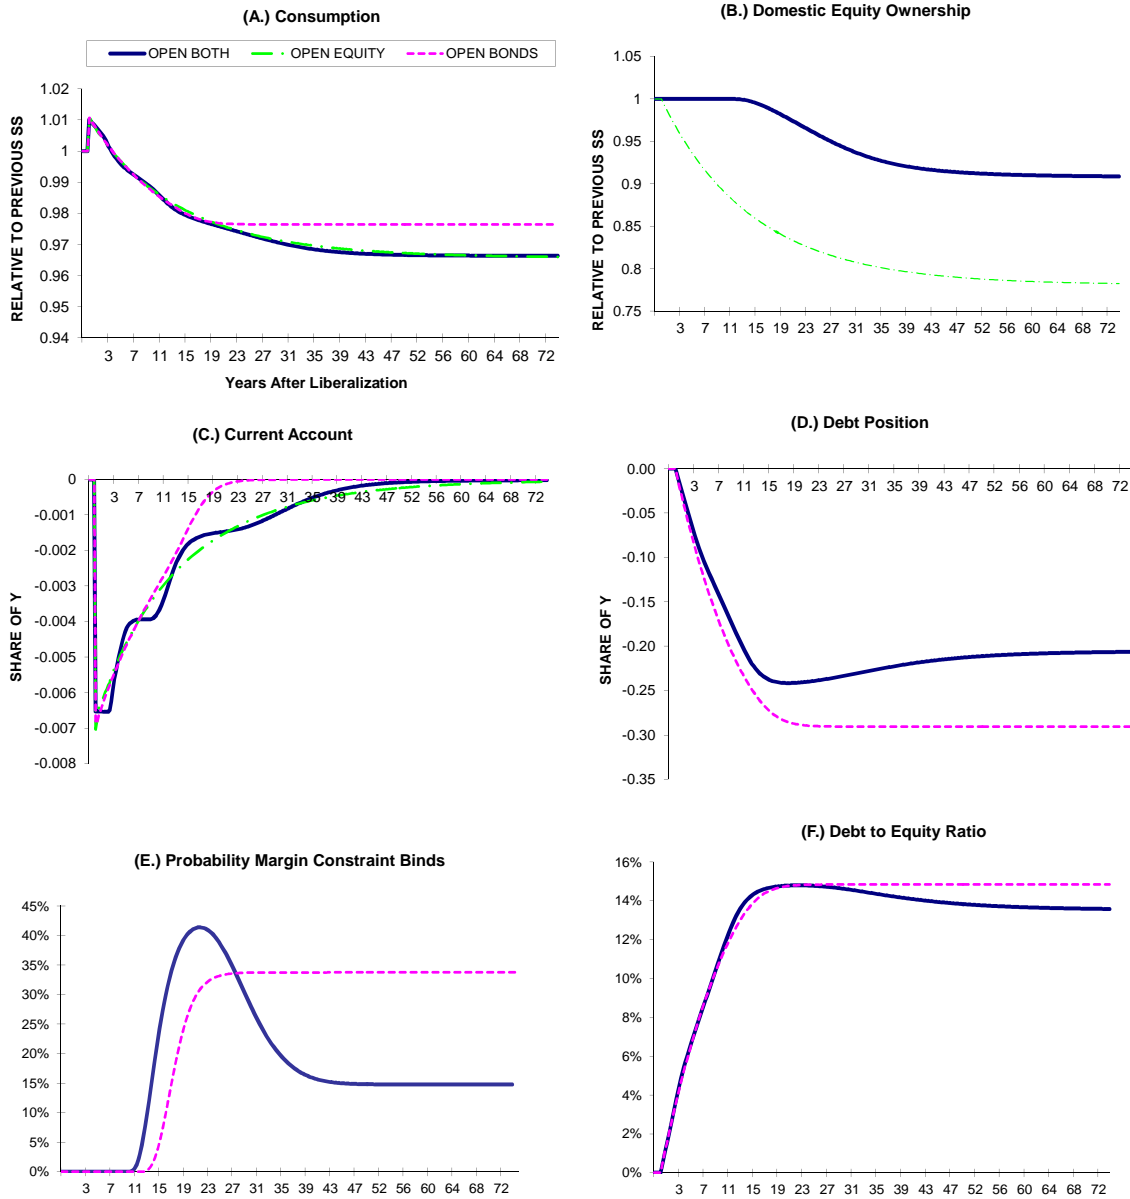 (A.) Consumption
OPEN BOTH OPEN EQUITY OPEN BONDS
RELATIVE TO PREVIOUS SS
1.02
1.01
1
0.99
0.98
0.97
0.96
0.95
0.94
3 7 11 15 19 23 27 31 35 39 43 47 52 56 60 64 68 72
Years After Liberalization
(B.) Domestic Equity Ownership
RELATIVE TO PREVIOUS SS
1.05
1
0.95
0.9
0.85
0.8
0.75
3 7 11 15 19 23 27 31 35 39 43 47 52 56 60 64 68 72
(C.) Current Account
SHARE OF Y
0
-0.001
-0.002
-0.003
-0.004
-0.005
-0.006
-0.007
-0.008
3 7 11 15 19 23 27 31 35 39 43 47 52 56 60 64 68 72
(D.) Debt Position
SHARE OF Y
0.00
-0.05
-0.10
-0.15
-0.20
-0.25
-0.30
-0.35
3 7 11 15 19 23 27 31 35 39 43 47 52 56 60 64 68 72
(E.) Probability Margin Constraint Binds
45%
40%
35%
30%
25%
20%
15%
10%
5%
0%
3 7 11 15 19 23 27 31 35 39 43 47 52 56 60 64 68 72
(F.) Debt to Equity Ratio
16%
14%
12%
10%
8%
6%
4%
2%
0%
3 7 11 15 19 23 27 31 35 39 43 47 52 56 60 64 68 72